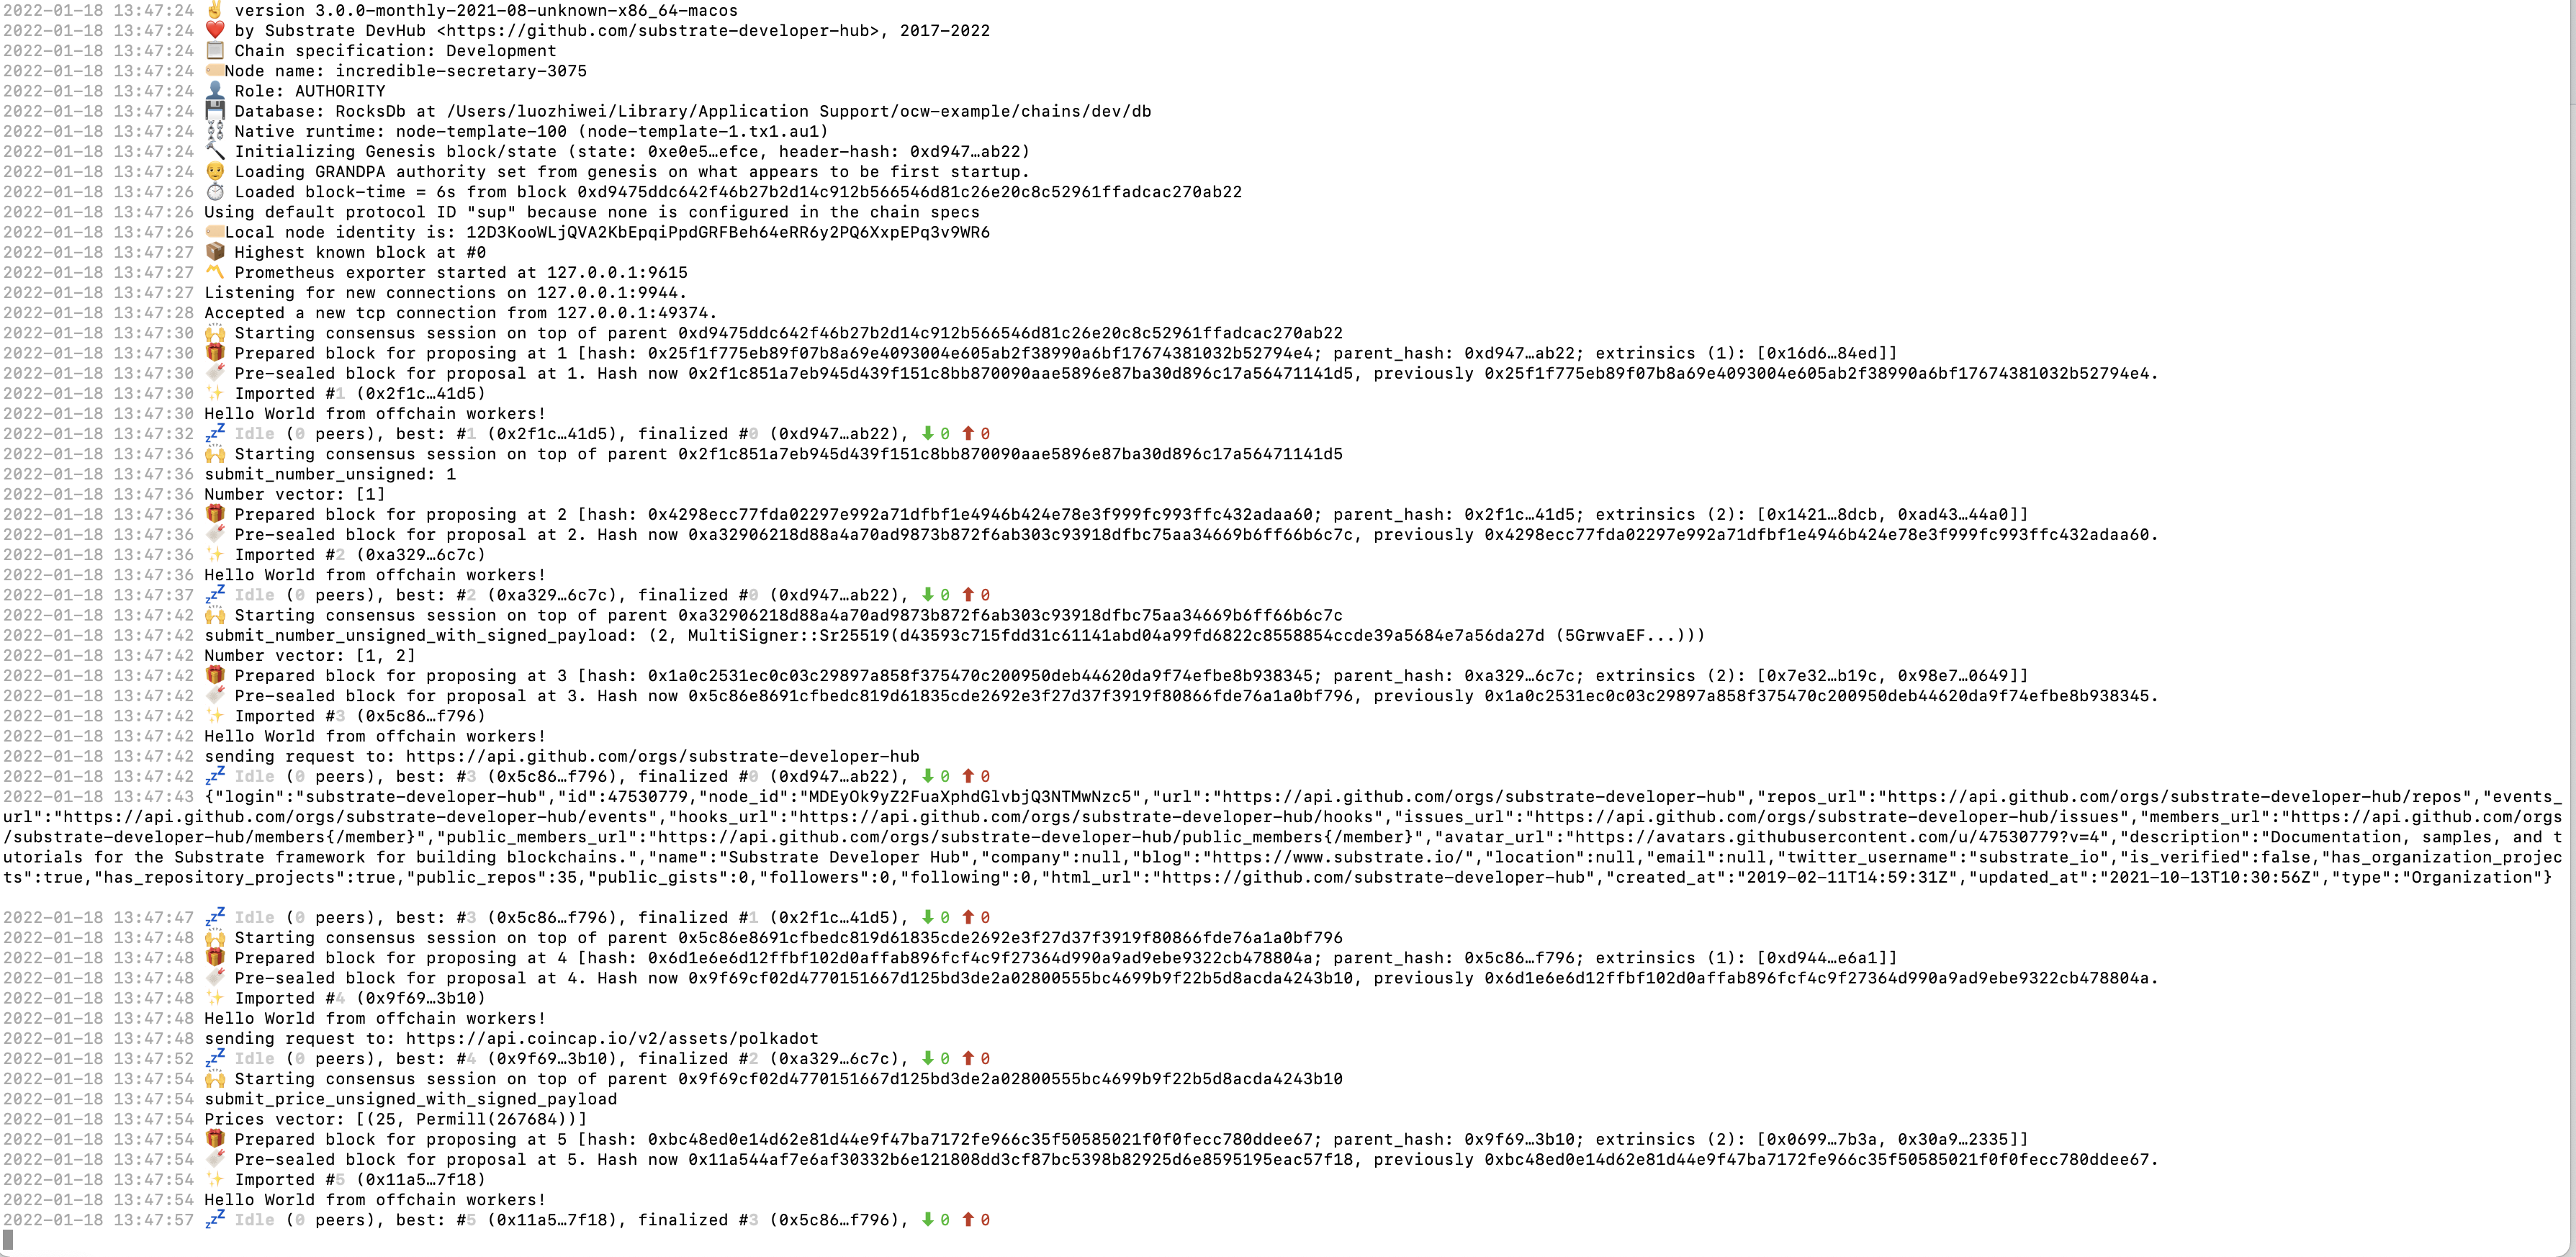 2022-01-18 13:47:24 ✌️ version 3.0.0-monthly-2021-08-unknown-x86_64-macos
2022-01-18 13:47:24 ❤️ by Substrate DevHub <https://github.com/substrate-developer-hub>, 2017-2022
2022-01-18 13:47:24 📋 Chain specification: Development
2022-01-18 13:47:24 🏷 Node name: incredible-secretary-3075
2022-01-18 13:47:24 👤 Role: AUTHORITY
2022-01-18 13:47:24 💾 Database: RocksDb at /Users/luozhiwei/Library/Application Support/ocw-example/chains/dev/db
2022-01-18 13:47:24 ⛓ Native runtime: node-template-100 (node-template-1.tx1.au1)
2022-01-18 13:47:24 🔨 Initializing Genesis block/state (state: 0xe0e5…efce, header-hash: 0xd947…ab22)
2022-01-18 13:47:24 👴 Loading GRANDPA authority set from genesis on what appears to be first startup.
2022-01-18 13:47:26 ⏱ Loaded block-time = 6s from block 0xd9475ddc642f46b27b2d14c912b566546d81c26e20c8c52961ffadcac270ab22
2022-01-18 13:47:26 Using default protocol ID "sup" because none is configured in the chain specs
2022-01-18 13:47:26 🏷 Local node identity is: 12D3KooWLjQVA2KbEpqiPpdGRFBeh64eRR6y2PQ6XxpEPq3v9WR6
2022-01-18 13:47:27 📦 Highest known block at #0
2022-01-18 13:47:27 〽️ Prometheus exporter started at 127.0.0.1:9615
2022-01-18 13:47:27 Listening for new connections on 127.0.0.1:9944.
2022-01-18 13:47:28 Accepted a new tcp connection from 127.0.0.1:49374.
2022-01-18 13:47:30 🙌 Starting consensus session on top of parent 0xd9475ddc642f46b27b2d14c912b566546d81c26e20c8c52961ffadcac270ab22
2022-01-18 13:47:30 🎁 Prepared block for proposing at 1 [hash: 0x25f1f775eb89f07b8a69e4093004e605ab2f38990a6bf17674381032b52794e4; parent_hash: 0xd947…ab22; extrinsics (1): [0x16d6…84ed]]
2022-01-18 13:47:30 🔖 Pre-sealed block for proposal at 1. Hash now 0x2f1c851a7eb945d439f151c8bb870090aae5896e87ba30d896c17a56471141d5, previously 0x25f1f775eb89f07b8a69e4093004e605ab2f38990a6bf17674381032b52794e4.
2022-01-18 13:47:30 ✨ Imported #1 (0x2f1c…41d5)
2022-01-18 13:47:30 Hello World from offchain workers!
2022-01-18 13:47:32 💤 Idle (0 peers), best: #1 (0x2f1c…41d5), finalized #0 (0xd947…ab22), ⬇ 0 ⬆ 0
2022-01-18 13:47:36 🙌 Starting consensus session on top of parent 0x2f1c851a7eb945d439f151c8bb870090aae5896e87ba30d896c17a56471141d5
2022-01-18 13:47:36 submit_number_unsigned: 1
2022-01-18 13:47:36 Number vector: [1]
2022-01-18 13:47:36 🎁 Prepared block for proposing at 2 [hash: 0x4298ecc77fda02297e992a71dfbf1e4946b424e78e3f999fc993ffc432adaa60; parent_hash: 0x2f1c…41d5; extrinsics (2): [0x1421…8dcb, 0xad43…44a0]]
2022-01-18 13:47:36 🔖 Pre-sealed block for proposal at 2. Hash now 0xa32906218d88a4a70ad9873b872f6ab303c93918dfbc75aa34669b6ff66b6c7c, previously 0x4298ecc77fda02297e992a71dfbf1e4946b424e78e3f999fc993ffc432adaa60.
2022-01-18 13:47:36 ✨ Imported #2 (0xa329…6c7c)
2022-01-18 13:47:36 Hello World from offchain workers!
2022-01-18 13:47:37 💤 Idle (0 peers), best: #2 (0xa329…6c7c), finalized #0 (0xd947…ab22), ⬇ 0 ⬆ 0
2022-01-18 13:47:42 🙌 Starting consensus session on top of parent 0xa32906218d88a4a70ad9873b872f6ab303c93918dfbc75aa34669b6ff66b6c7c
2022-01-18 13:47:42 submit_number_unsigned_with_signed_payload: (2, MultiSigner::Sr25519(d43593c715fdd31c61141abd04a99fd6822c8558854ccde39a5684e7a56da27d (5GrwvaEF...)))
2022-01-18 13:47:42 Number vector: [1, 2]
2022-01-18 13:47:42 🎁 Prepared block for proposing at 3 [hash: 0x1a0c2531ec0c03c29897a858f375470c200950deb44620da9f74efbe8b938345; parent_hash: 0xa329…6c7c; extrinsics (2): [0x7e32…b19c, 0x98e7…0649]]
2022-01-18 13:47:42 🔖 Pre-sealed block for proposal at 3. Hash now 0x5c86e8691cfbedc819d61835cde2692e3f27d37f3919f80866fde76a1a0bf796, previously 0x1a0c2531ec0c03c29897a858f375470c200950deb44620da9f74efbe8b938345.
2022-01-18 13:47:42 ✨ Imported #3 (0x5c86…f796)
2022-01-18 13:47:42 Hello World from offchain workers!
2022-01-18 13:47:42 sending request to: https://api.github.com/orgs/substrate-developer-hub
2022-01-18 13:47:42 💤 Idle (0 peers), best: #3 (0x5c86…f796), finalized #0 (0xd947…ab22), ⬇ 0 ⬆ 0
2022-01-18 13:47:43 {"login":"substrate-developer-hub","id":47530779,"node_id":"MDEyOk9yZ2FuaXphdGlvbjQ3NTMwNzc5","url":"https://api.github.com/orgs/substrate-developer-hub","repos_url":"https://api.github.com/orgs/substrate-developer-hub/repos","events_
url":"https://api.github.com/orgs/substrate-developer-hub/events","hooks_url":"https://api.github.com/orgs/substrate-developer-hub/hooks","issues_url":"https://api.github.com/orgs/substrate-developer-hub/issues","members_url":"https://api.github.com/orgs
/substrate-developer-hub/members{/member}","public_members_url":"https://api.github.com/orgs/substrate-developer-hub/public_members{/member}","avatar_url":"https://avatars.githubusercontent.com/u/47530779?v=4","description":"Documentation, samples, and t
utorials for the Substrate framework for building blockchains.","name":"Substrate Developer Hub","company":null,"blog":"https://www.substrate.io/","location":null,"email":null,"twitter_username":"substrate_io","is_verified":false,"has_organization_projec
ts":true,"has_repository_projects":true,"public_repos":35,"public_gists":0,"followers":0,"following":0,"html_url":"https://github.com/substrate-developer-hub","created_at":"2019-02-11T14:59:31Z","updated_at":"2021-10-13T10:30:56Z","type":"Organization"}
2022-01-18 13:47:47 💤 Idle (0 peers), best: #3 (0x5c86…f796), finalized #1 (0x2f1c…41d5), ⬇ 0 ⬆ 0
2022-01-18 13:47:48 🙌 Starting consensus session on top of parent 0x5c86e8691cfbedc819d61835cde2692e3f27d37f3919f80866fde76a1a0bf796
2022-01-18 13:47:48 🎁 Prepared block for proposing at 4 [hash: 0x6d1e6e6d12ffbf102d0affab896fcf4c9f27364d990a9ad9ebe9322cb478804a; parent_hash: 0x5c86…f796; extrinsics (1): [0xd944…e6a1]]
2022-01-18 13:47:48 🔖 Pre-sealed block for proposal at 4. Hash now 0x9f69cf02d4770151667d125bd3de2a02800555bc4699b9f22b5d8acda4243b10, previously 0x6d1e6e6d12ffbf102d0affab896fcf4c9f27364d990a9ad9ebe9322cb478804a.
2022-01-18 13:47:48 ✨ Imported #4 (0x9f69…3b10)
2022-01-18 13:47:48 Hello World from offchain workers!
2022-01-18 13:47:48 sending request to: https://api.coincap.io/v2/assets/polkadot
2022-01-18 13:47:52 💤 Idle (0 peers), best: #4 (0x9f69…3b10), finalized #2 (0xa329…6c7c), ⬇ 0 ⬆ 0
2022-01-18 13:47:54 🙌 Starting consensus session on top of parent 0x9f69cf02d4770151667d125bd3de2a02800555bc4699b9f22b5d8acda4243b10
2022-01-18 13:47:54 submit_price_unsigned_with_signed_payload
2022-01-18 13:47:54 Prices vector: [(25, Permill(267684))]
2022-01-18 13:47:54 🎁 Prepared block for proposing at 5 [hash: 0xbc48ed0e14d62e81d44e9f47ba7172fe966c35f50585021f0f0fecc780ddee67; parent_hash: 0x9f69…3b10; extrinsics (2): [0x0699…7b3a, 0x30a9…2335]]
2022-01-18 13:47:54 🔖 Pre-sealed block for proposal at 5. Hash now 0x11a544af7e6af30332b6e121808dd3cf87bc5398b82925d6e8595195eac57f18, previously 0xbc48ed0e14d62e81d44e9f47ba7172fe966c35f50585021f0f0fecc780ddee67.
2022-01-18 13:47:54 ✨ Imported #5 (0x11a5…7f18)
2022-01-18 13:47:54 Hello World from offchain workers!
2022-01-18 13:47:57 💤 Idle (0 peers), best: #5 (0x11a5…7f18), finalized #3 (0x5c86…f796), ⬇ 0 ⬆ 0